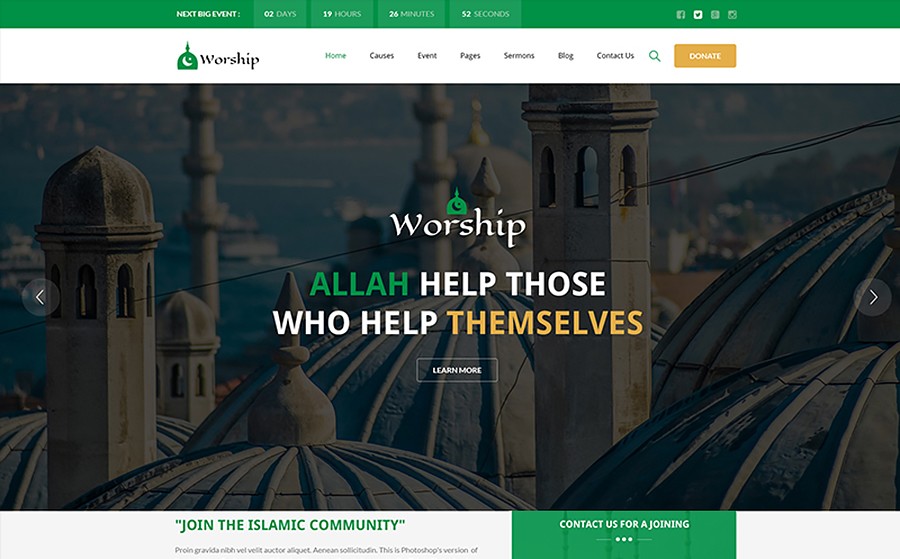 NEXT BIG EVENT : 02 DAYS 19 HOURS 26 MINUTES 52 SECONDS
Worship Home Causes Event Pages Sermons Blog Contact Us DONATE
Worship
ALLAH HELP THOSE
WHO HELP THEMSELVES
LEARN MORE
"JOIN THE ISLAMIC COMMUNITY"
CONTACT US FOR A JOINING
Proin gravida nibh vel velit auctor aliquet. Aenean sollicitudin. This is Photoshop's version of